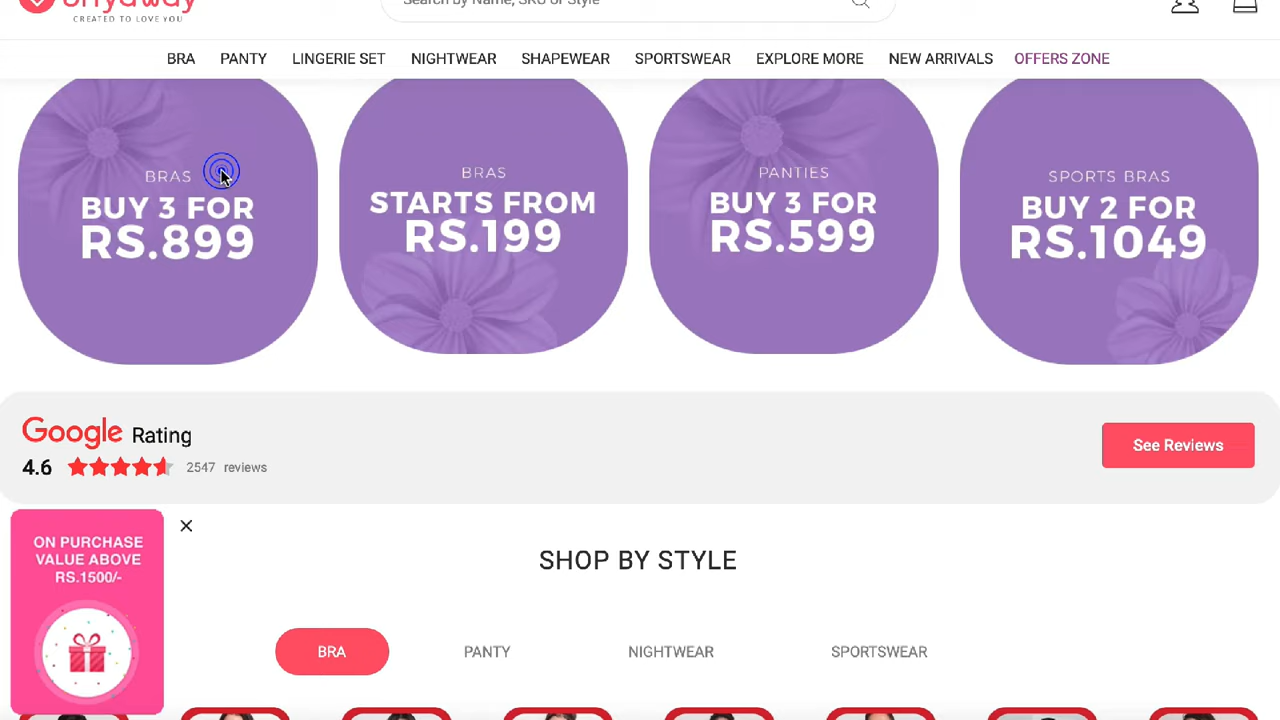 CREATED TO LOVE YOU
Search by Name, SKU or Style
BRA PANTY LINGERIE SET NIGHTWEAR SHAPEWEAR SPORTSWEAR EXPLORE MORE NEW ARRIVALS OFFERS ZONE
BRAS
BUY 3 FOR
RS.899
BRAS
STARTS FROM
RS.199
PANTIES
BUY 3 FOR
RS.599
SPORTS BRAS
BUY 2 FOR
RS.1049
Google Rating
4.6 2547 reviews
See Reviews
ON PURCHASE
VALUE ABOVE
RS.1500/-
SHOP BY STYLE
BRA PANTY NIGHTWEAR SPORTSWEAR